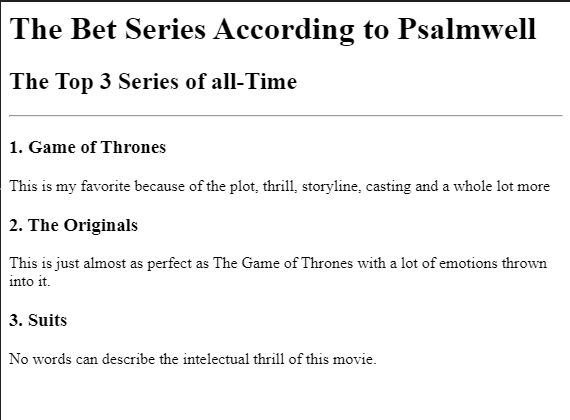 The Bet Series According to Psalmwell
The Top 3 Series of all-Time
1. Game of Thrones
This is my favorite because of the plot, thrill, storyline, casting and a whole lot more
2. The Originals
This is just almost as perfect as The Game of Thrones with a lot of emotions thrown
into it.
3. Suits
No words can describe the intelectual thrill of this movie.